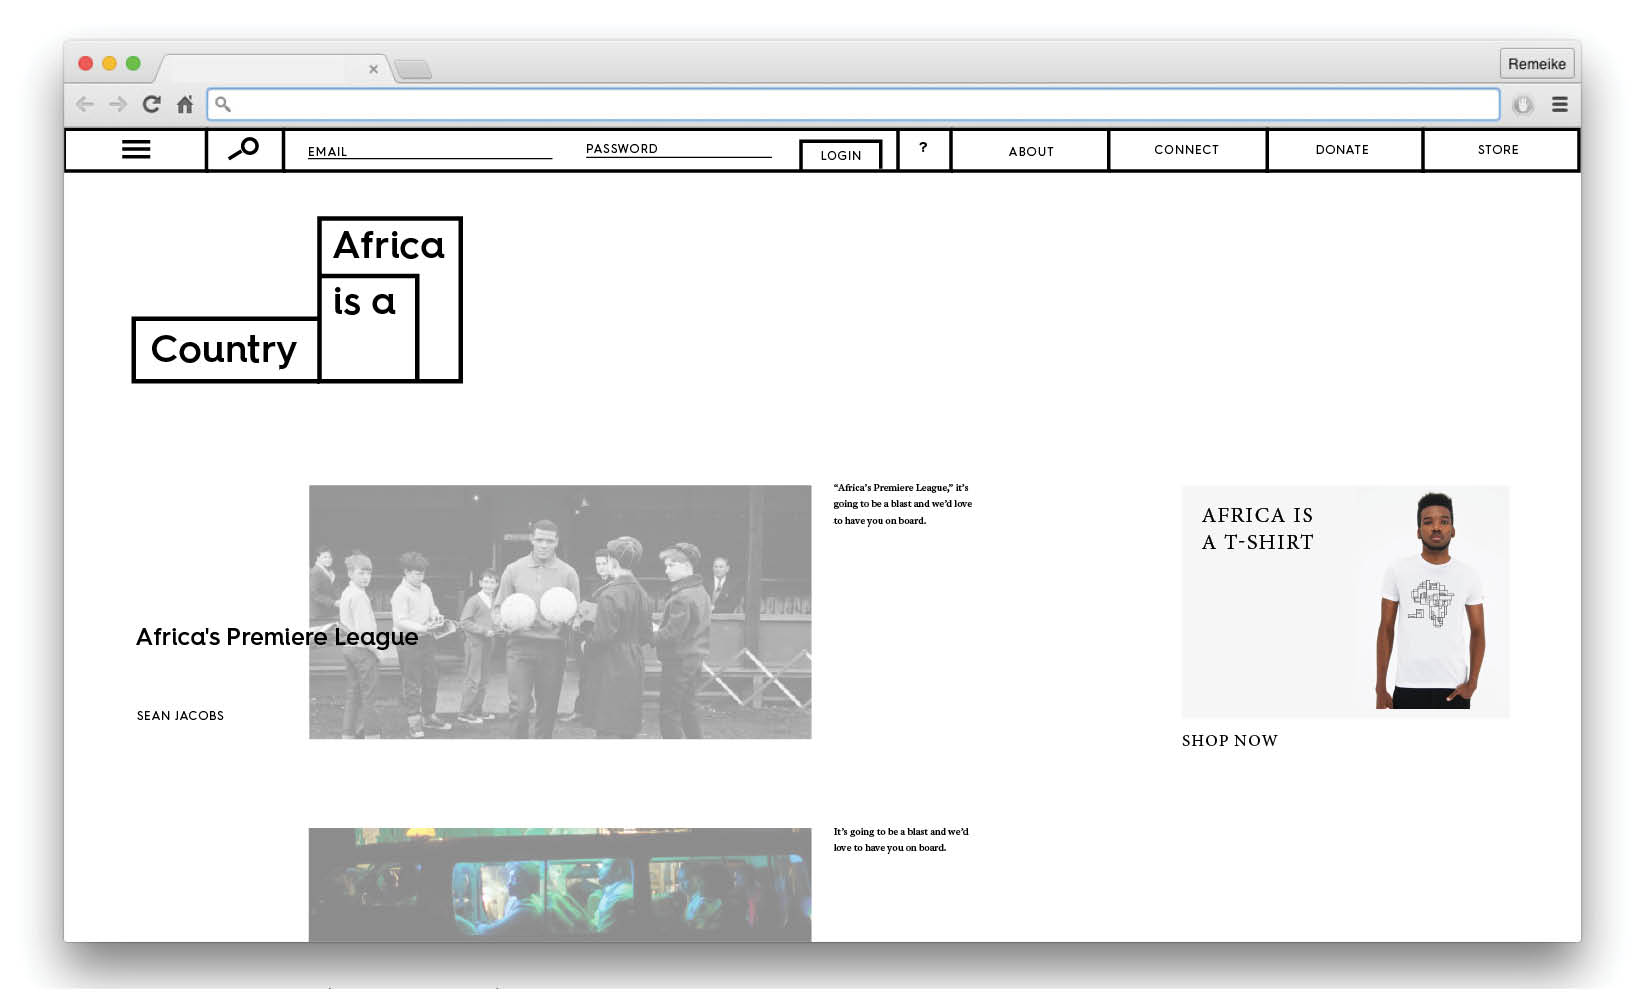 Remeike
EMAIL
PASSWORD
LOGIN
?
ABOUT
CONNECT
DONATE
STORE
Africa
is a
Country
Africa's Premiere League
SEAN JACOBS
“Africa’s Premiere League,” it’s
going to be a blast and we’d love
to have you on board.
AFRICA IS
A T-SHIRT
SHOP NOW
It’s going to be a blast and we’d
love to have you on board.